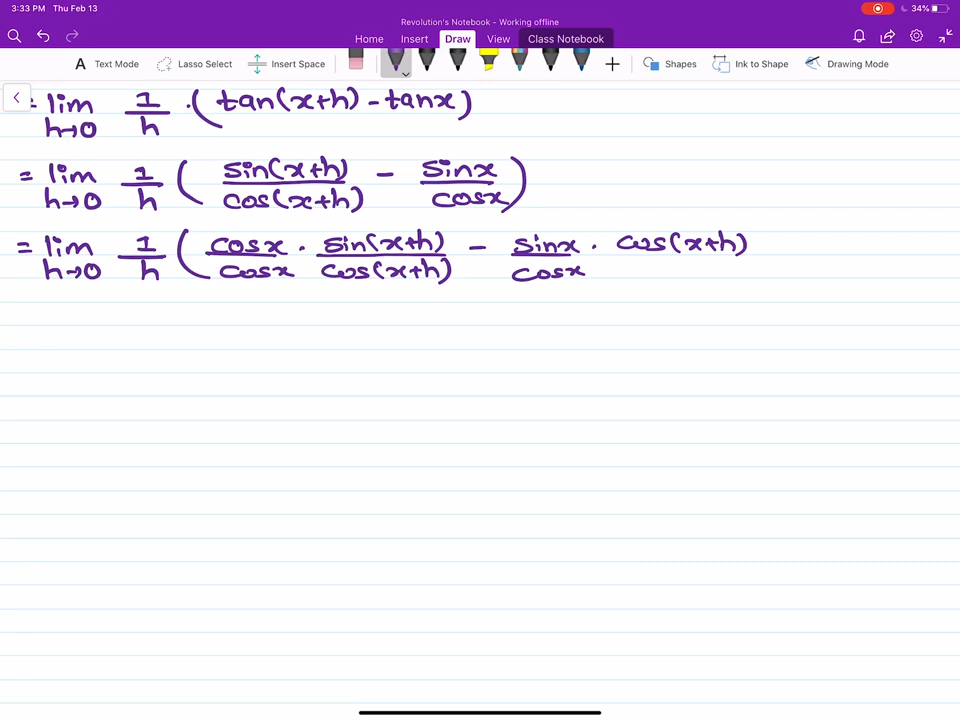 3:33 PM Thu Feb 13
34%
Revolution's Notebook - Working offline
Home Insert Draw View Class Notebook
A Text Mode Lasso Select Insert Space + Shapes Ink to Shape Drawing Mode
= lim h→0 1/h · ( tan(x+h) - tanx )
= lim h→0 1/h ( sin(x+h)/cos(x+h) - sinx/cosx )
= lim h→0 1/h ( cosx/cosx · sin(x+h)/cos(x+h) - sinx/cosx · cos(x+h)